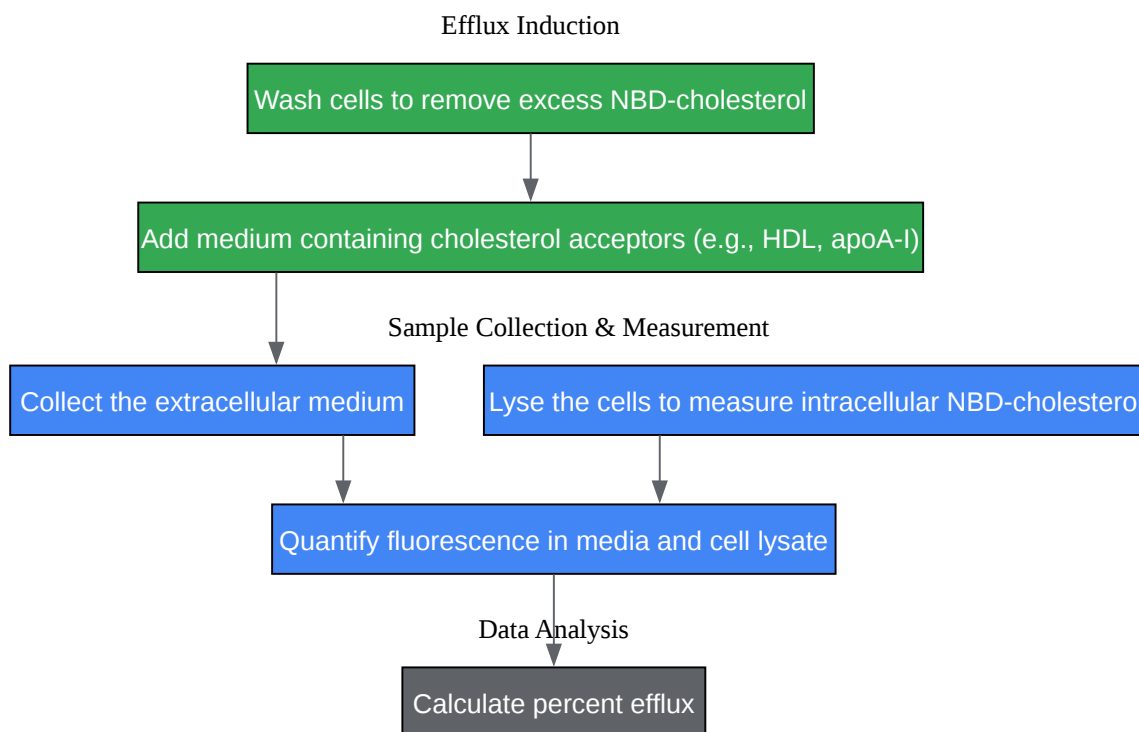 Efflux Induction
Wash cells to remove excess NBD-cholesterol
Add medium containing cholesterol acceptors (e.g., HDL, apoA-I)
Sample Collection & Measurement
Collect the extracellular medium
Lyse the cells to measure intracellular NBD-cholesterol
Quantify fluorescence in media and cell lysate
Data Analysis
Calculate percent efflux